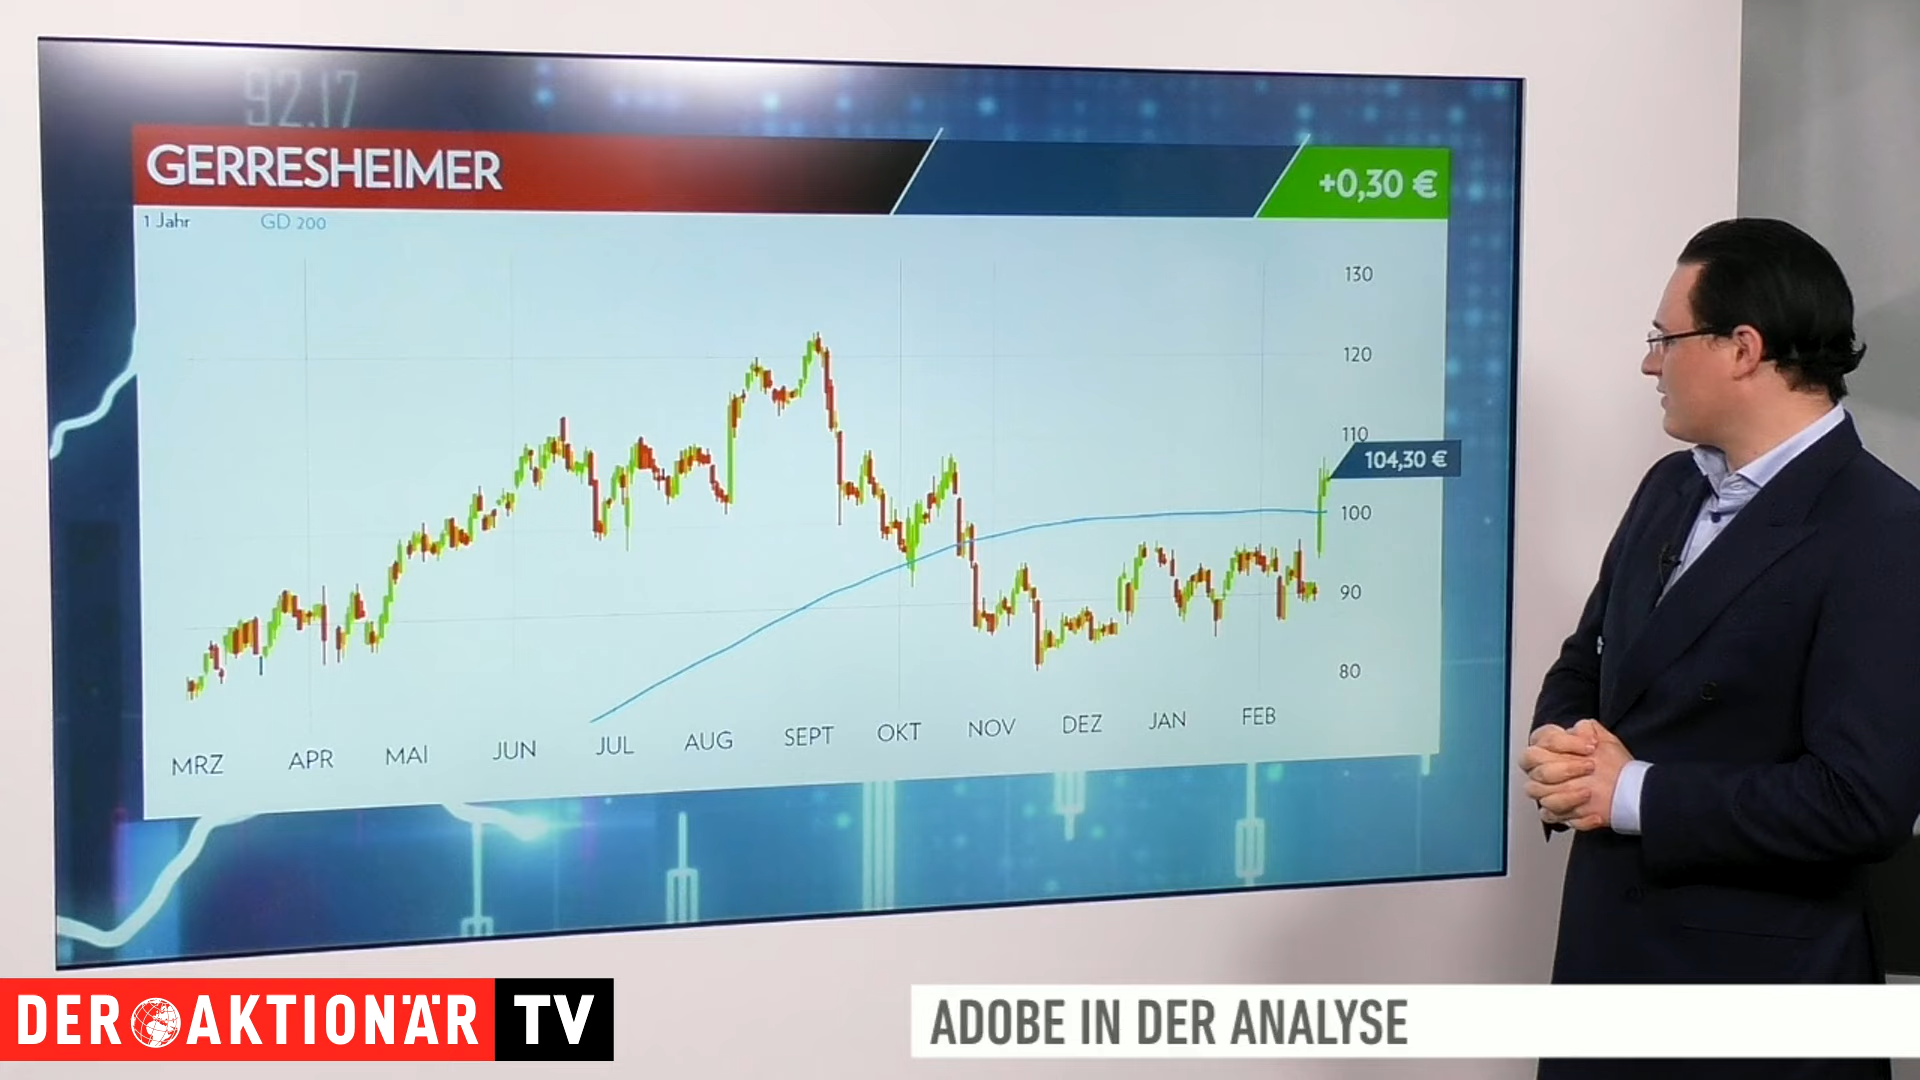 92.17
GERRESHEIMER
+0,30 €
1 Jahr
GD 200
130
120
110
104,30 €
100
90
80
MRZ
APR
MAI
JUN
JUL
AUG
SEPT
OKT
NOV
DEZ
JAN
FEB
DER AKTIONÄR TV
ADOBE IN DER ANALYSE